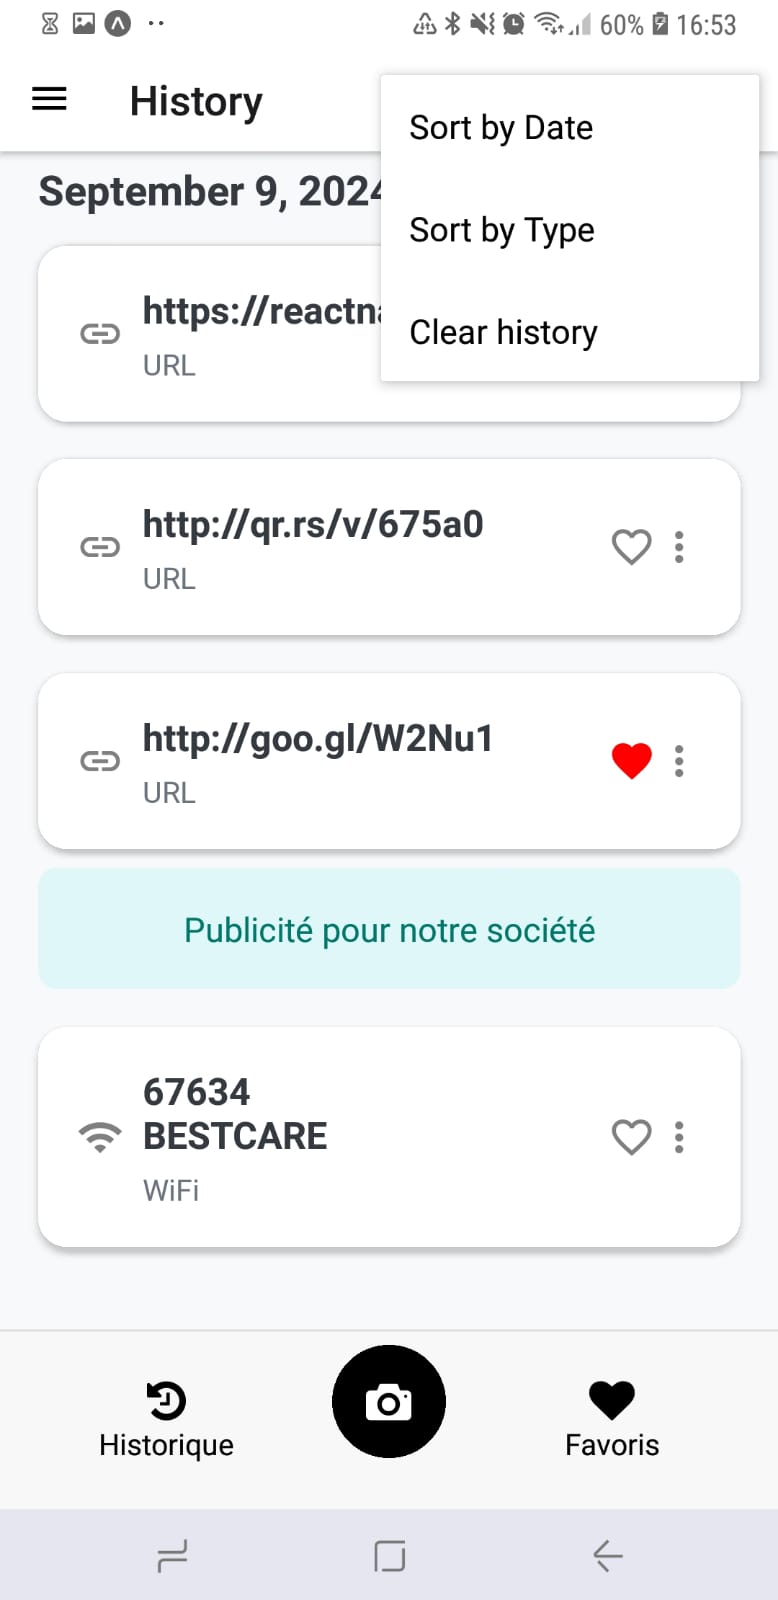 60% 16:53
History
Sort by Date
September 9, 2024
Sort by Type
https://reactna
Clear history
URL
http://qr.rs/v/675a0
URL
http://goo.gl/W2Nu1
URL
Publicité pour notre société
67634
BESTCARE
WiFi
Historique
Favoris